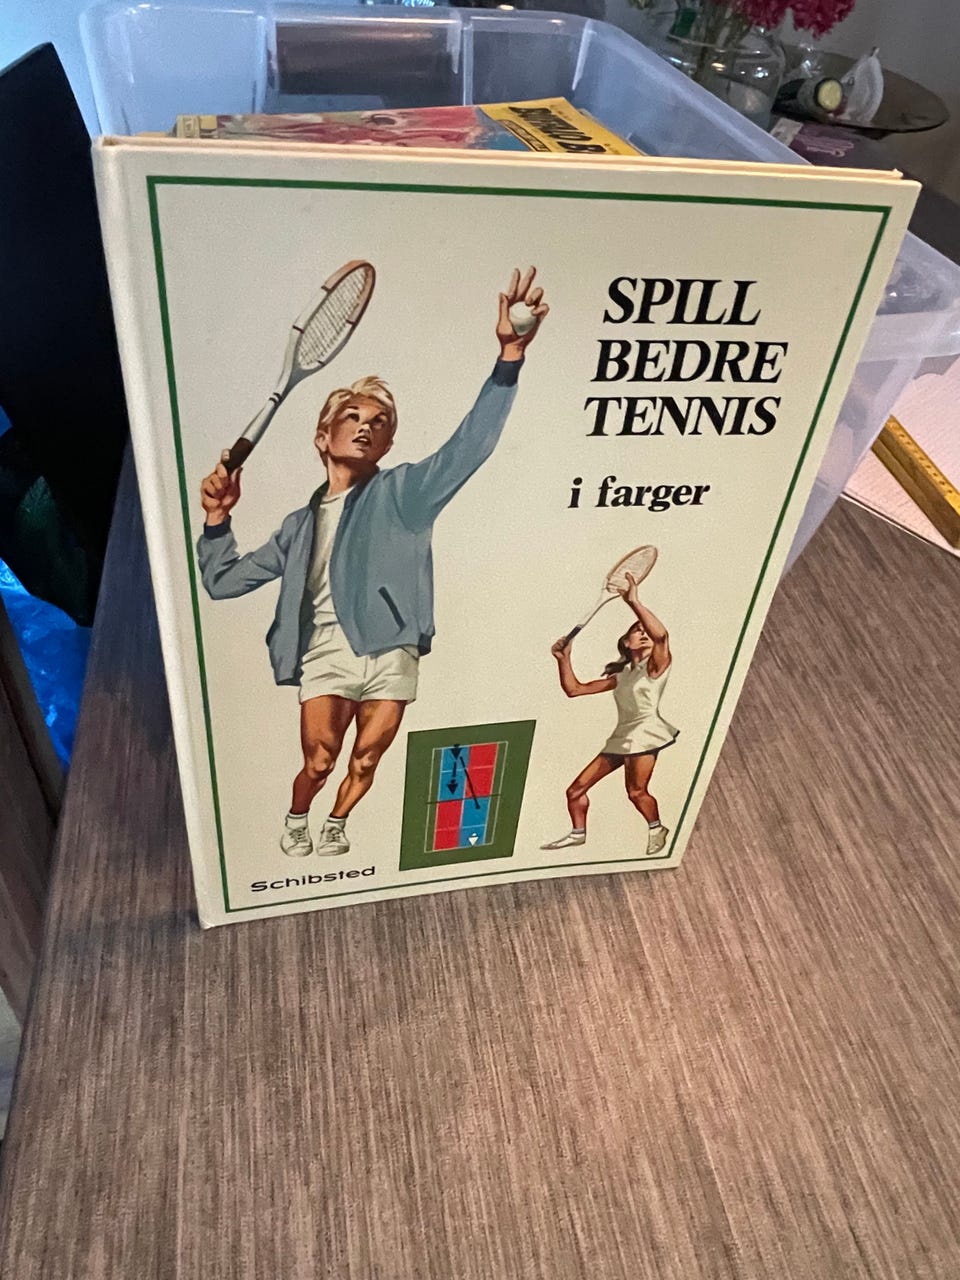 SPILL
BEDRE
TENNIS
i farger
Schibsted